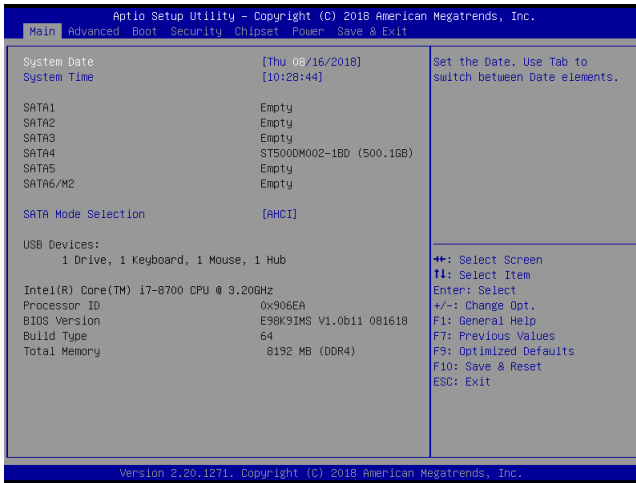 Aptio Setup Utility – Copyright (C) 2018 American Megatrends, Inc.
Main Advanced Boot Security Chipset Power Save & Exit
System Date [Thu 08/16/2018]
System Time [10:28:44]
SATA1 Empty
SATA2 Empty
SATA3 Empty
SATA4 ST500DM002-1BD (500.1GB)
SATA5 Empty
SATA6/M2 Empty
SATA Mode Selection [AHCI]
USB Devices:
1 Drive, 1 Keyboard, 1 Mouse, 1 Hub
Intel(R) Core(TM) i7-8700 CPU @ 3.20GHz
Processor ID 0x906EA
BIOS Version E98K9IMS V1.0b11 081618
Build Type 64
Total Memory 8192 MB (DDR4)
Set the Date. Use Tab to
switch between Date elements.
→←: Select Screen
↑↓: Select Item
Enter: Select
+/-: Change Opt.
F1: General Help
F7: Previous Values
F9: Optimized Defaults
F10: Save & Reset
ESC: Exit
Version 2.20.1271. Copyright (C) 2018 American Megatrends, Inc.